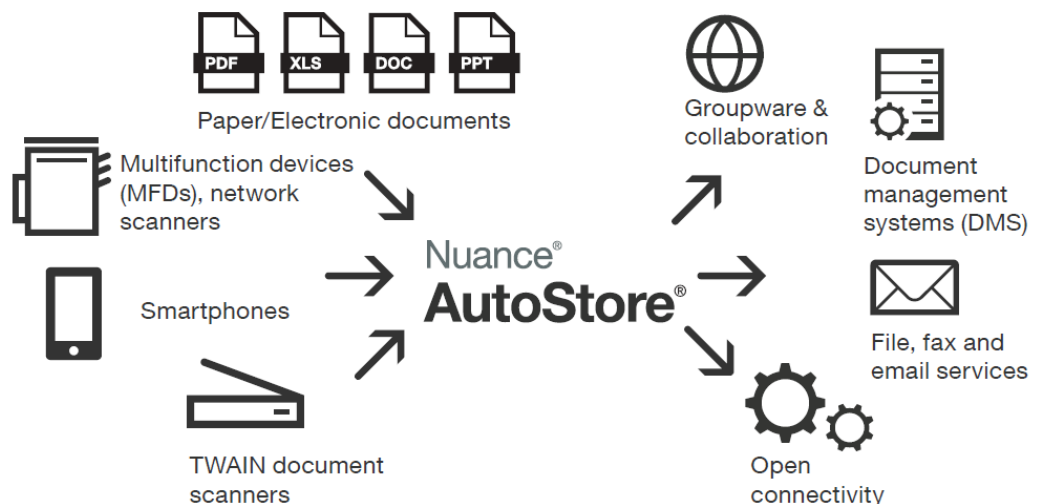 PDF
XLS
DOC
PPT
Paper/Electronic documents
Multifunction devices
(MFDs), network
scanners
Smartphones
TWAIN document
scanners
Nuance®
AutoStore®
Groupware &
collaboration
Document
management
systems (DMS)
File, fax and
email services
Open
connectivity